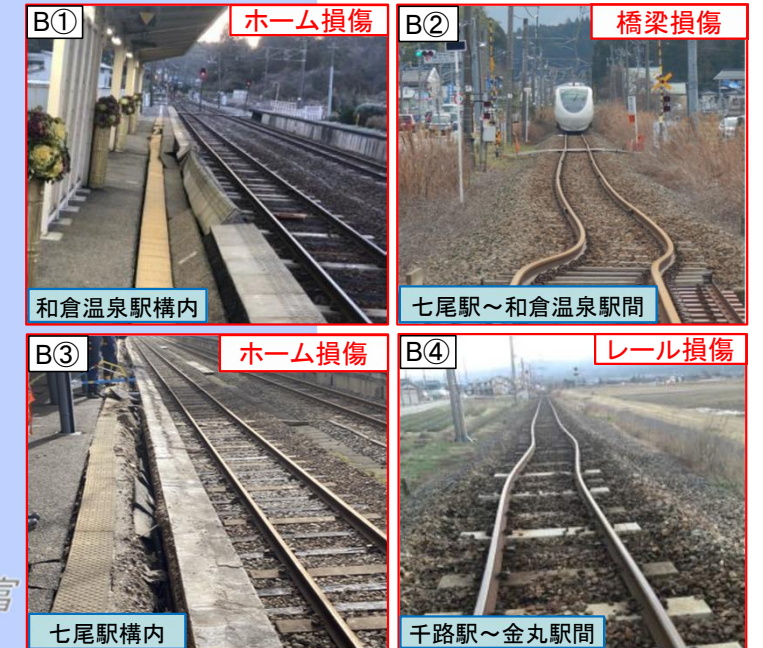 B①
ホーム損傷
和倉温泉駅構内
B②
橋梁損傷
七尾駅～和倉温泉駅間
B③
ホーム損傷
七尾駅構内
B④
レール損傷
千路駅～金丸駅間
富